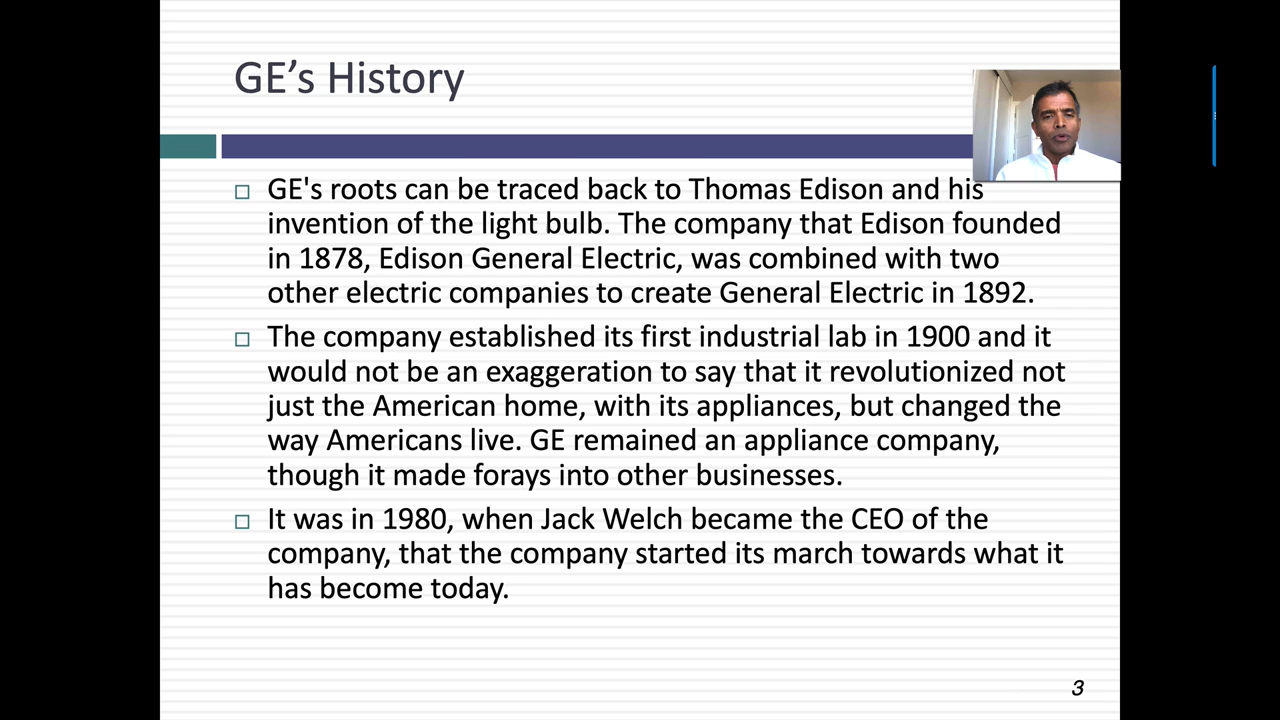 GE’s History
GE's roots can be traced back to Thomas Edison and his
invention of the light bulb. The company that Edison founded
in 1878, Edison General Electric, was combined with two
other electric companies to create General Electric in 1892.
The company established its first industrial lab in 1900 and it
would not be an exaggeration to say that it revolutionized not
just the American home, with its appliances, but changed the
way Americans live. GE remained an appliance company,
though it made forays into other businesses.
It was in 1980, when Jack Welch became the CEO of the
company, that the company started its march towards what it
has become today.
3